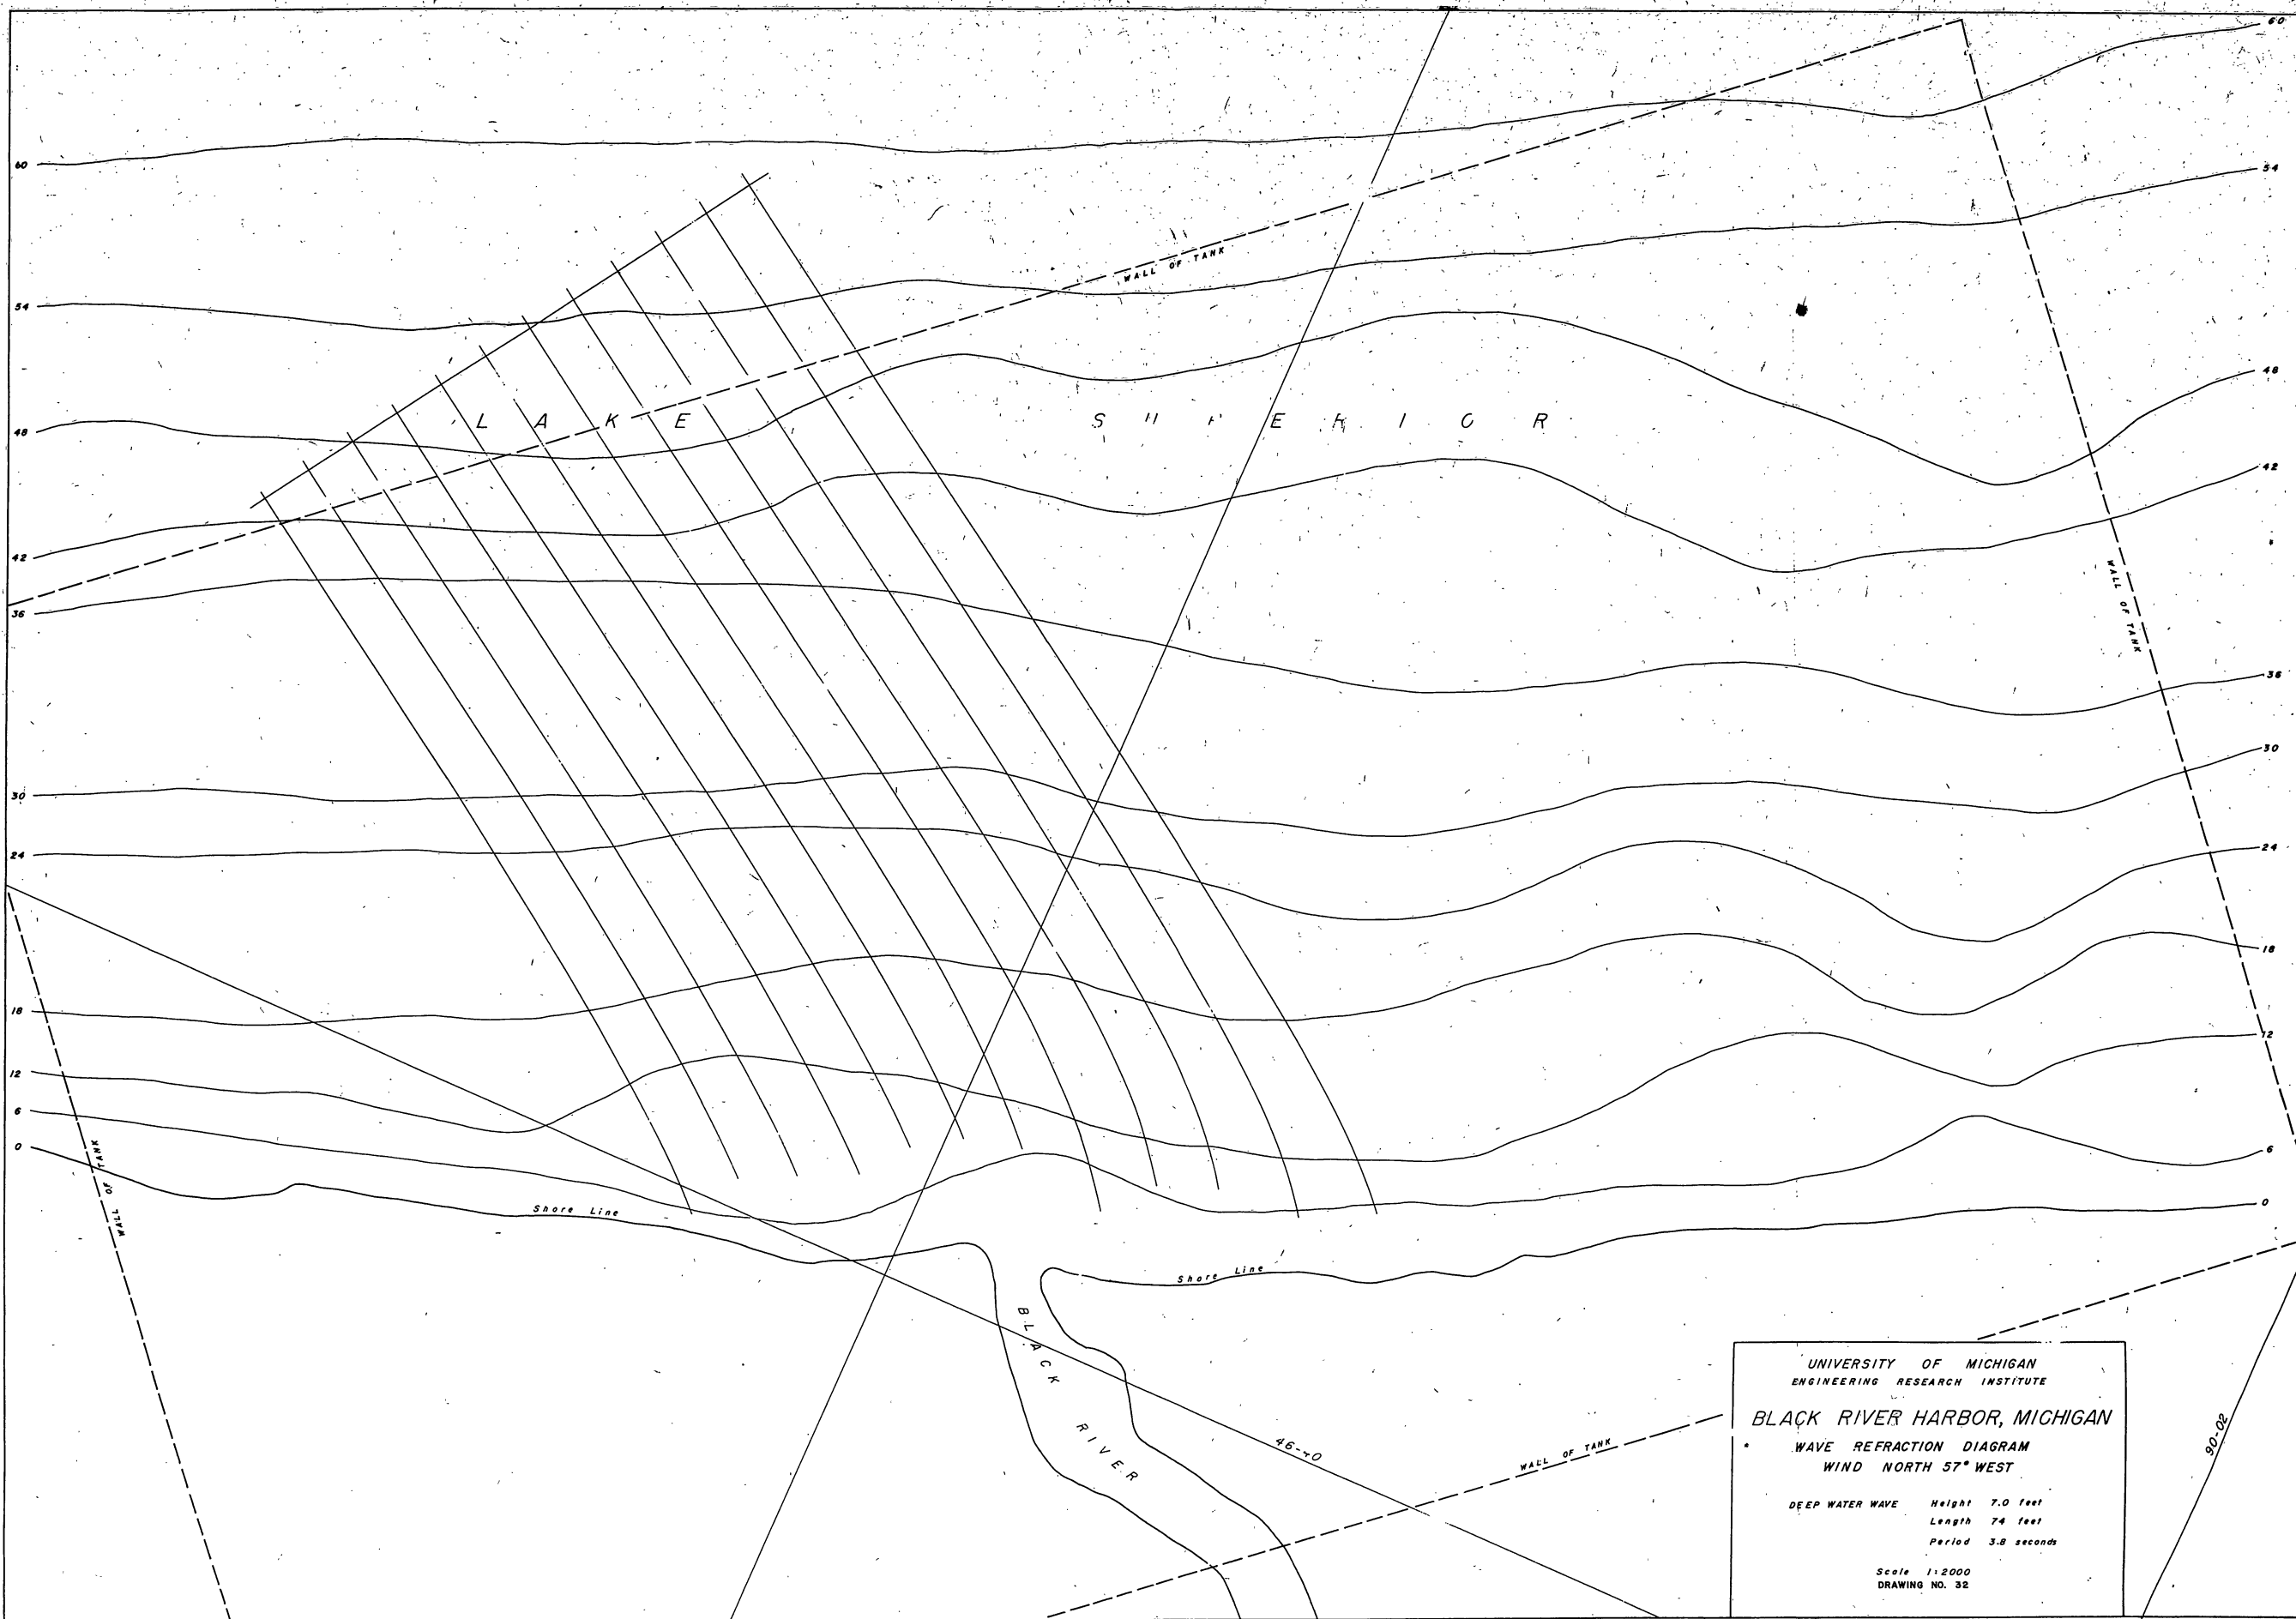 60
60
54
54
WALL OF TANK
48
48
LAKE SUPERIOR
42
42
36
36
WALL OF TANK
30
30
24
24
18
18
12
12
6
6
0
0
WALL OF TANK
Shore Line
Shore Line
BLACK RIVER
46-40
WALL OF TANK
90-02
UNIVERSITY OF MICHIGAN
ENGINEERING RESEARCH INSTITUTE
BLACK RIVER HARBOR, MICHIGAN
WAVE REFRACTION DIAGRAM
WIND NORTH 57° WEST
DEEP WATER WAVE Height 7.0 feet
Length 74 feet
Period 3.8 seconds
Scale 1:2000
DRAWING NO. 32